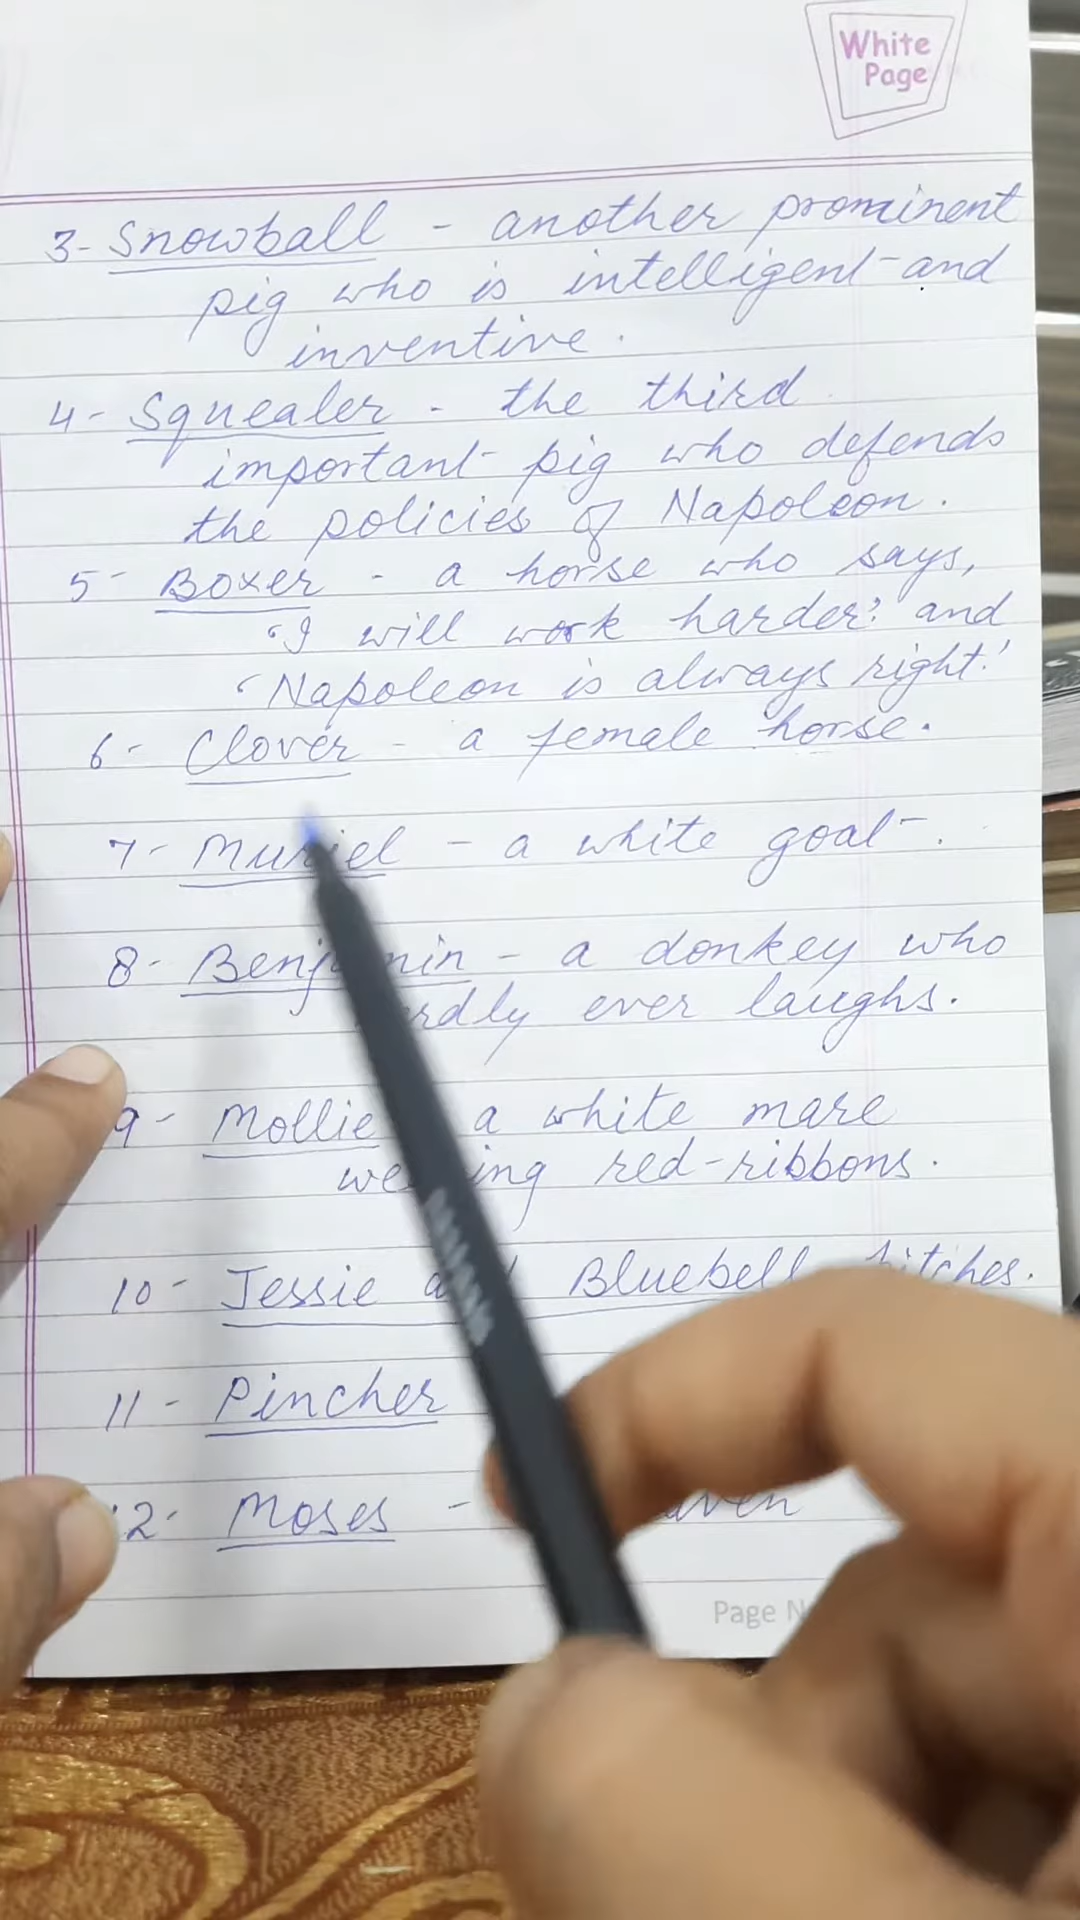 White
Page
3- Snowball - another prominent
pig who is intelligent and
inventive.
4- Squealer - the third
important pig who defends
the policies of Napoleon.
5- Boxer - a horse who says,
'I will work harder.' and
'Napoleon is always right.'
6- Clover - a female horse.
7- Muriel - a white goat.
8- Benjamin - a donkey who
ever laughs.
9- Mollie a white mare
red-ribbons.
10- Jessie Bluebell bitches.
11- Pincher
Moses -
Page